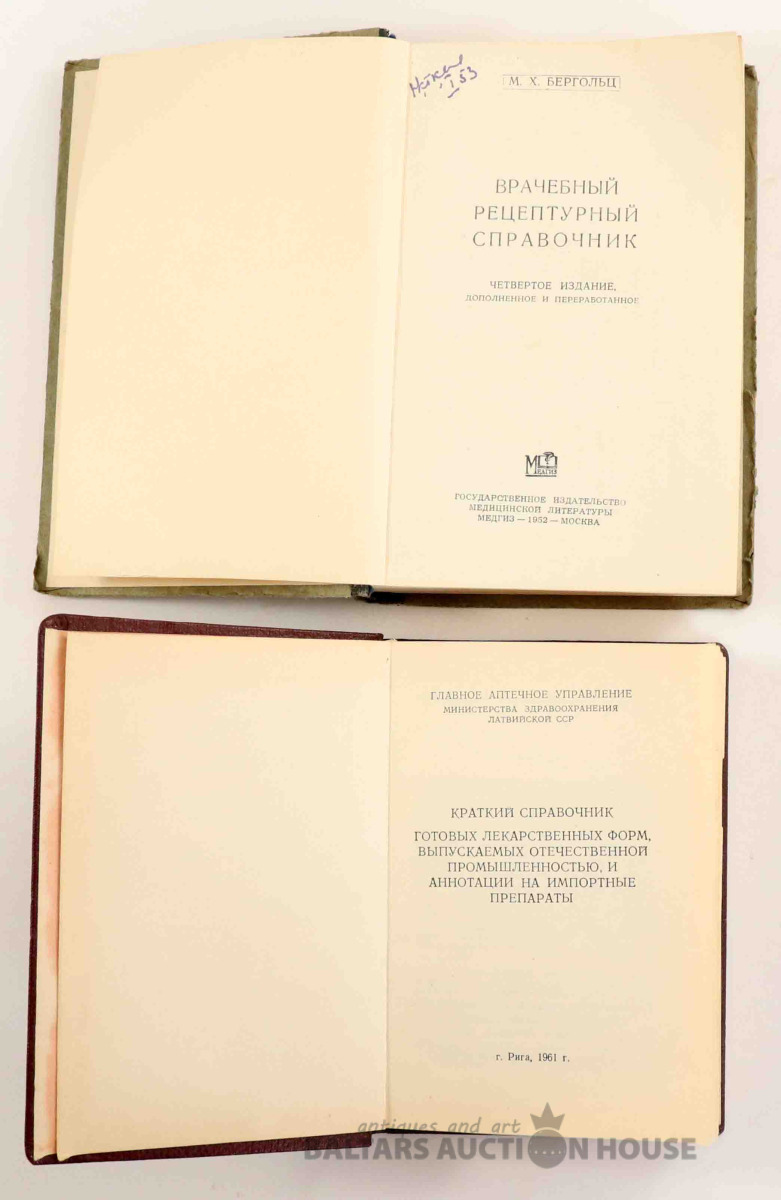 I 53
М. Х. БЕРГОЛЬЦ
ВРАЧЕБНЫЙ
РЕЦЕПТУРНЫЙ
СПРАВОЧНИК
ЧЕТВЕРТОЕ ИЗДАНИЕ,
ДОПОЛНЕННОЕ И ПЕРЕРАБОТАННОЕ
МЕДГИЗ
ГОСУДАРСТВЕННОЕ ИЗДАТЕЛЬСТВО
МЕДИЦИНСКОЙ ЛИТЕРАТУРЫ
МЕДГИЗ — 1952 — МОСКВА
ГЛАВНОЕ АПТЕЧНОЕ УПРАВЛЕНИЕ
МИНИСТЕРСТВА ЗДРАВООХРАНЕНИЯ
ЛАТВИЙСКОЙ ССР
КРАТКИЙ СПРАВОЧНИК
ГОТОВЫХ ЛЕКАРСТВЕННЫХ ФОРМ,
ВЫПУСКАЕМЫХ ОТЕЧЕСТВЕННОЙ
ПРОМЫШЛЕННОСТЬЮ, И
АННОТАЦИИ НА ИМПОРТНЫЕ
ПРЕПАРАТЫ
г. Рига, 1961 г.
antiques and art
BALTARS AUCTION HOUSE